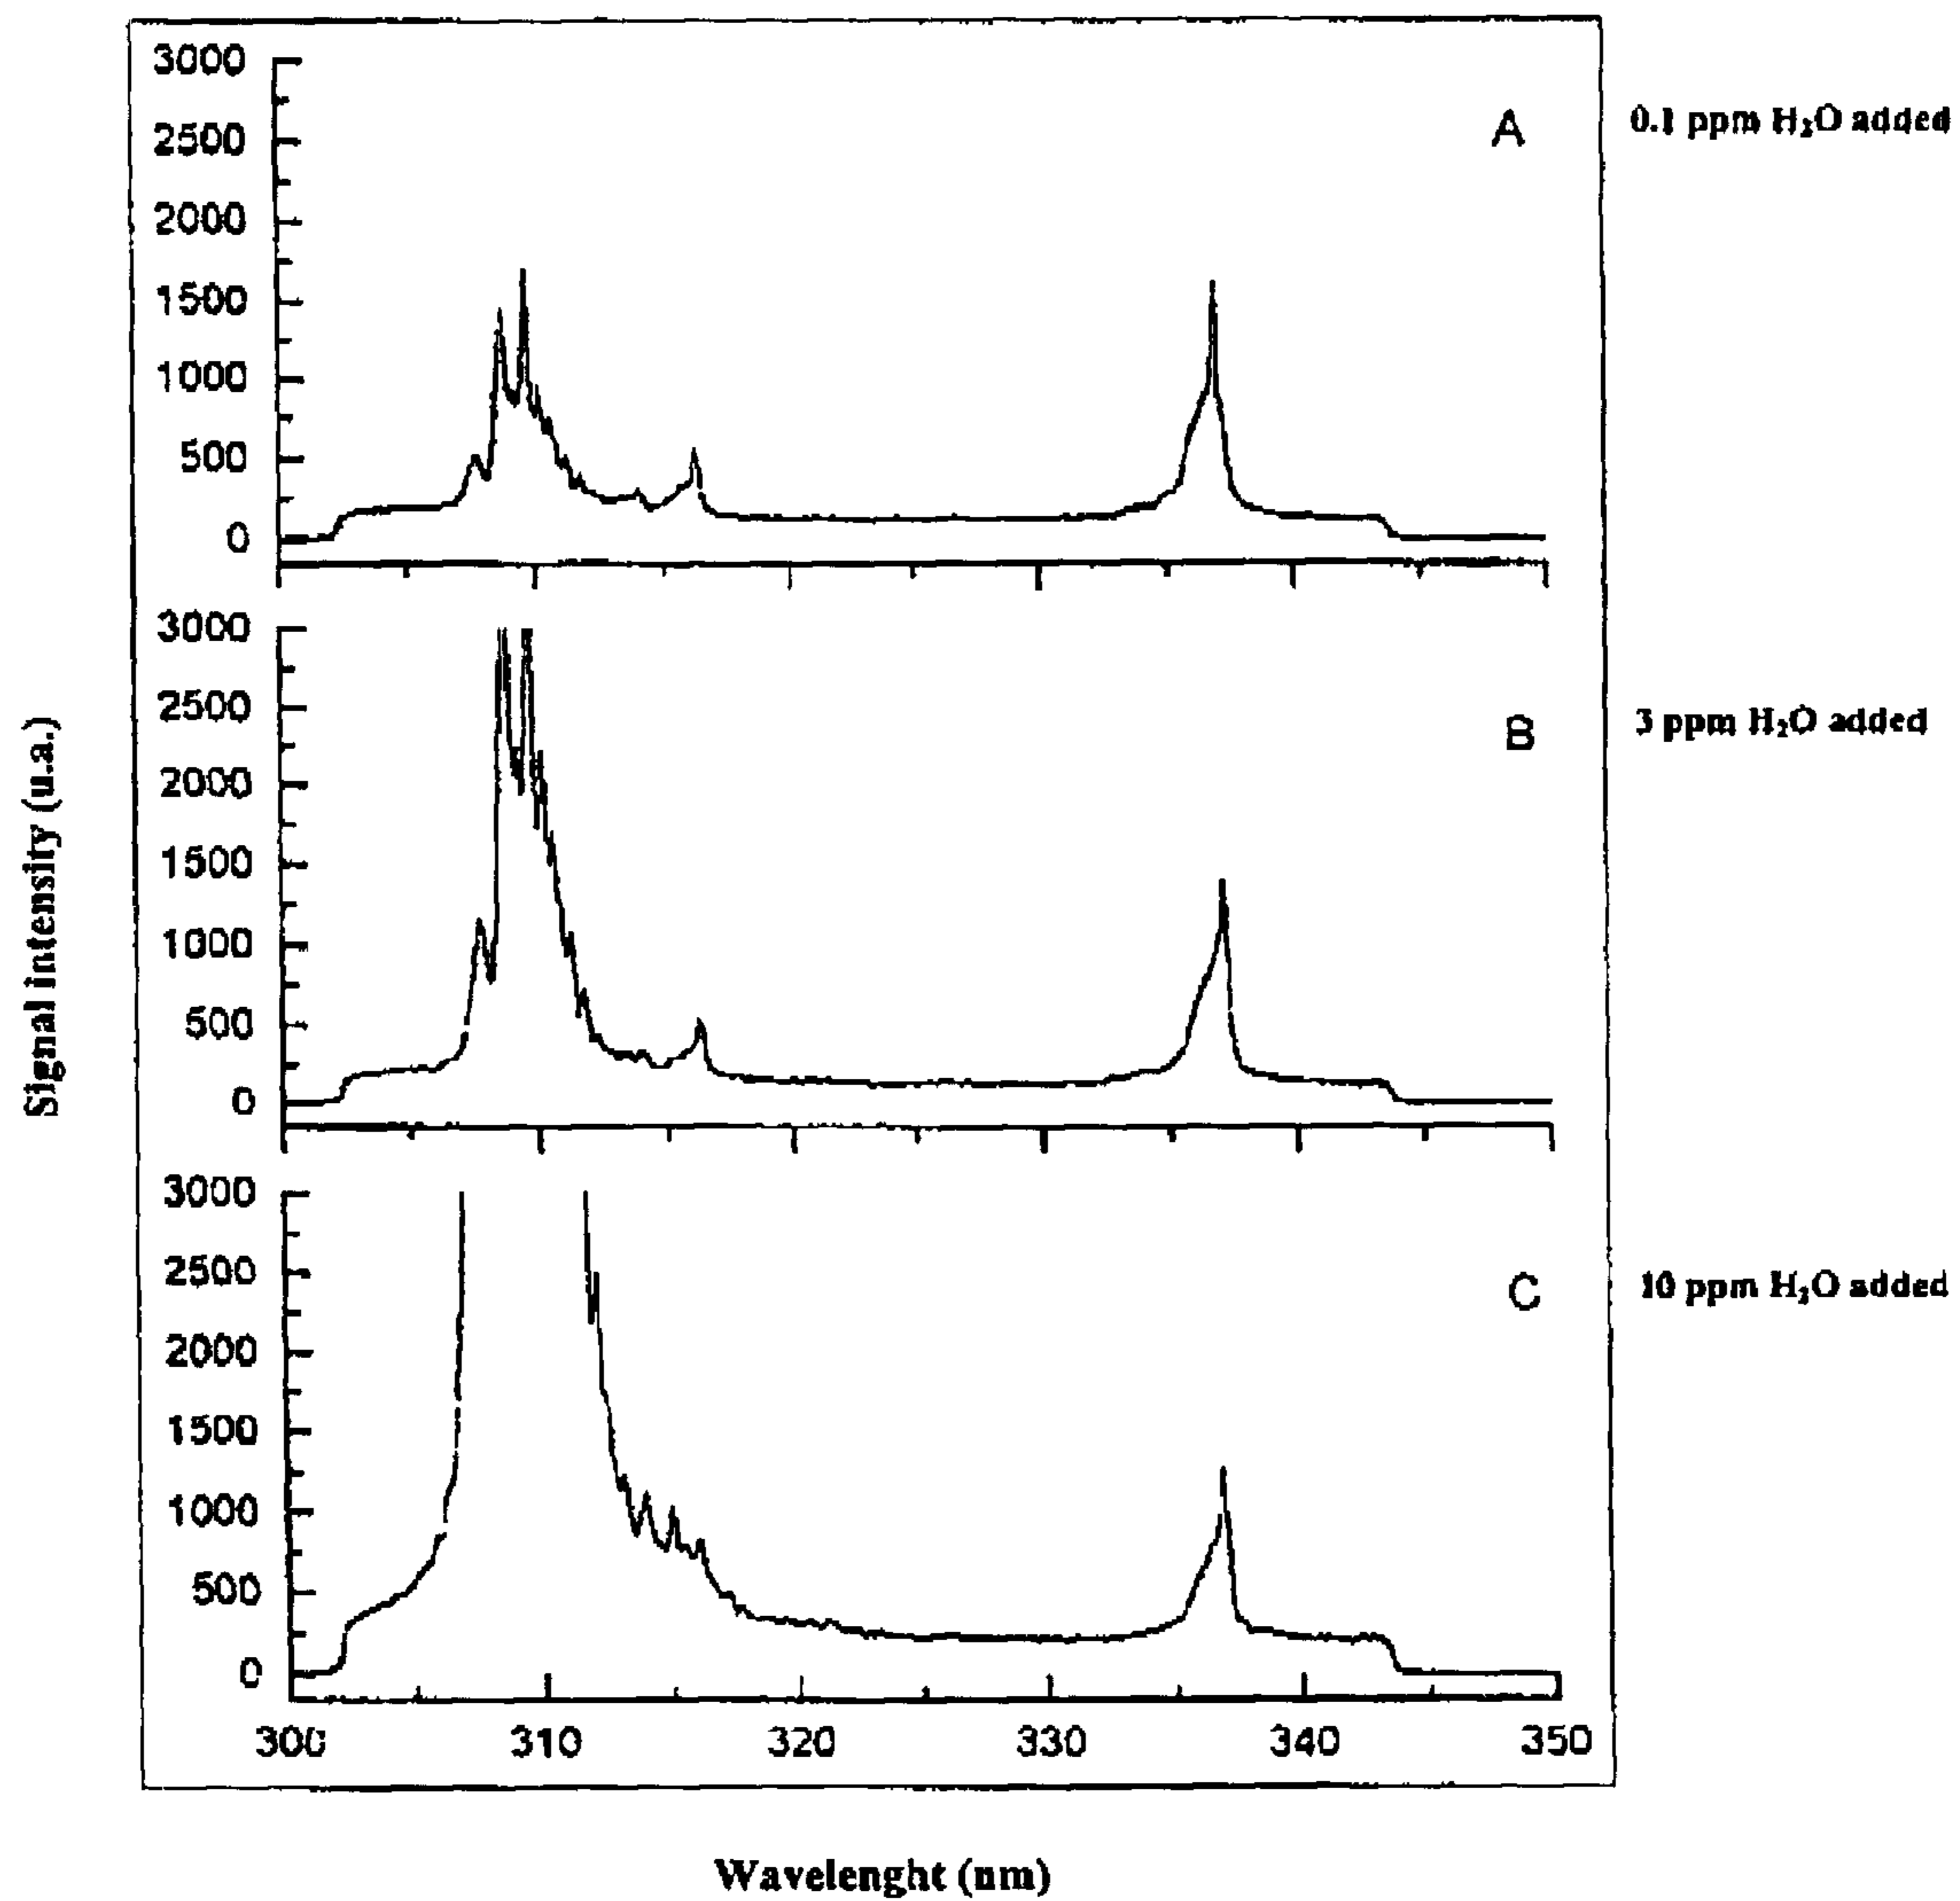 3000
2500
2000
1500
1000
500
0
A
0.1 ppm H₂O added
3000
2500
2000
1500
1000
500
0
B
3 ppm H₂O added
3000
2500
2000
1500
1000
500
0
C
10 ppm H₂O added
300 310 320 330 340 350
Signal intensity (u.a.)
Wavelenght (nm)